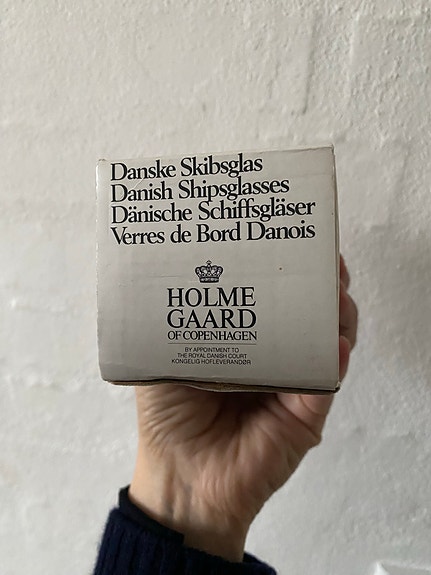 Danske Skibsglas
Danish Shipsglasses
Dänische Schiffsgläser
Verres de Bord Danois
HOLME
GAARD
OF COPENHAGEN
BY APPOINTMENT TO
THE ROYAL DANISH COURT
KONGELIG HOFLEVERANDØR